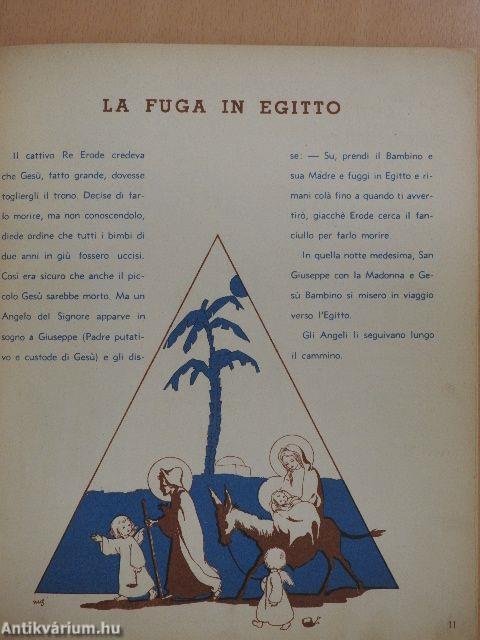 LA FUGA IN EGITTO
Il cattivo Re Erode credeva
che Gesù, fatto grande, dovesse
togliergli il trono. Decise di far-
lo morire, ma non conoscendolo,
diede ordine che tutti i bimbi di
due anni in giù fossero uccisi.
Così era sicuro che anche il pic-
colo Gesù sarebbe morto. Ma un
Angelo del Signore apparve in
sogno a Giuseppe (Padre putati-
vo e custode di Gesù) e gli dis-
se: — Su, prendi il Bambino e
sua Madre e fuggi in Egitto e ri-
mani colà fino a quando ti avver-
tirò, giacchè Erode cerca il fan-
ciullo per farlo morire.
In quella notte medesima, San
Giuseppe con la Madonna e Ge-
sù Bambino si misero in viaggio
verso l'Egitto.
Gli Angeli li seguivano lungo
il cammino.
11
Antikvárium.hu